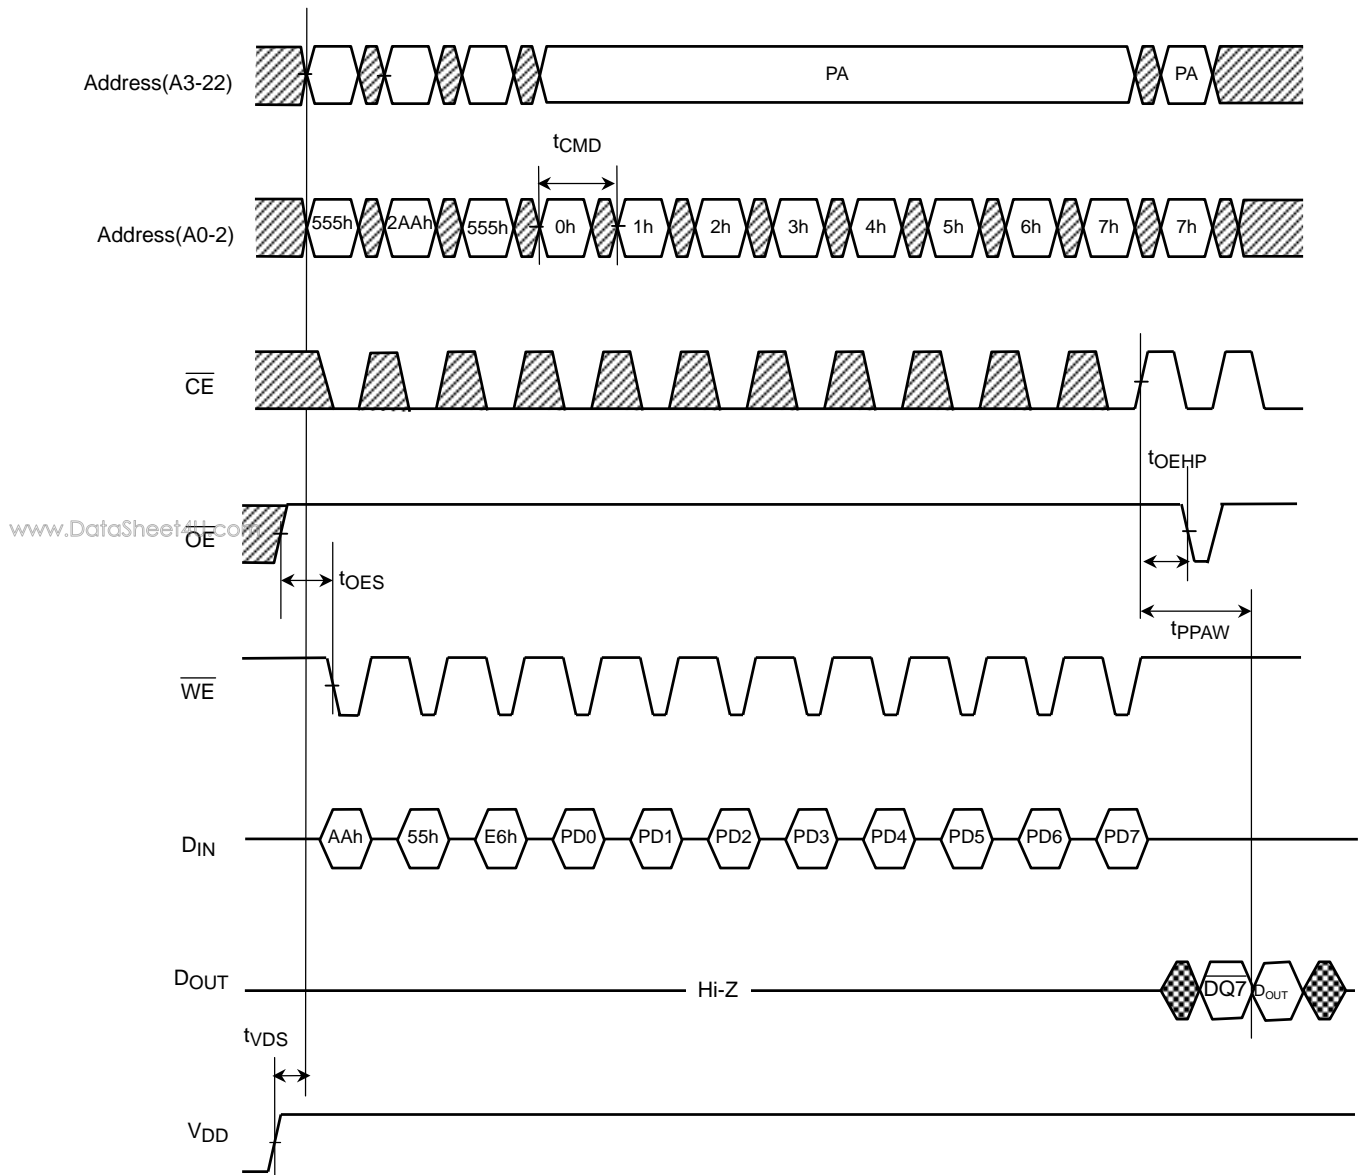 Address(A3-22) PA PA
tCMD
Address(A0-2) 555h 2AAh 555h 0h 1h 2h 3h 4h 5h 6h 7h 7h
CE
tOEHP
www.DataSheet4U.com
OE
tOES
tPPAW
WE
DIN AAh 55h E6h PD0 PD1 PD2 PD3 PD4 PD5 PD6 PD7
DOUT Hi-Z DQ7 DOUT
tVDS
VDD